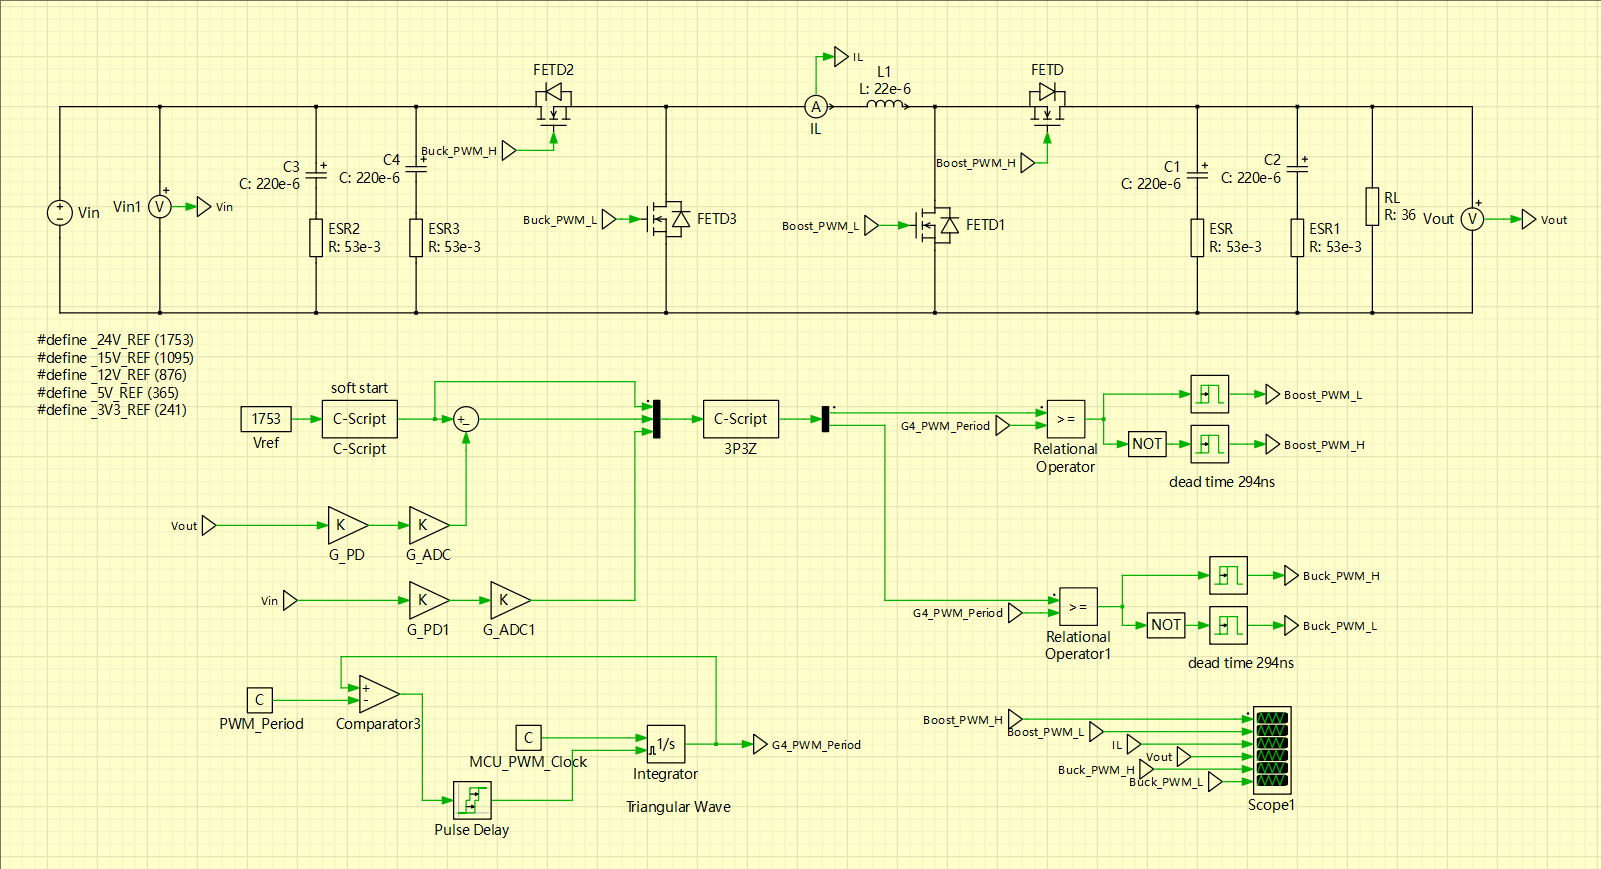 FETD2
IL
L1
L: 22e-6
FETD
A
IL
Buck_PWM_H
Boost_PWM_H
C3
C: 220e-6
C4
C: 220e-6
C1
C: 220e-6
C2
C: 220e-6
Vin
Vin1
V
Vin
Buck_PWM_L
FETD3
Boost_PWM_L
FETD1
RL
R: 36
Vout
V
Vout
ESR2
R: 53e-3
ESR3
R: 53e-3
ESR
R: 53e-3
ESR1
R: 53e-3
#define _24V_REF (1753)
#define _15V_REF (1095)
#define _12V_REF (876)
#define _5V_REF (365)
#define _3V3_REF (241)
soft start
1753
Vref
C-Script
C-Script
C-Script
3P3Z
G4_PWM_Period
>=
Relational
Operator
NOT
Boost_PWM_L
Boost_PWM_H
dead time 294ns
Vout
K
G_PD
K
G_ADC
Vin
K
G_PD1
K
G_ADC1
G4_PWM_Period
>=
Relational
Operator1
NOT
Buck_PWM_H
Buck_PWM_L
dead time 294ns
C
PWM_Period
Comparator3
C
MCU_PWM_Clock
1/s
Integrator
G4_PWM_Period
Triangular Wave
Pulse Delay
Boost_PWM_H
Boost_PWM_L
IL
Vout
Buck_PWM_H
Buck_PWM_L
Scope1